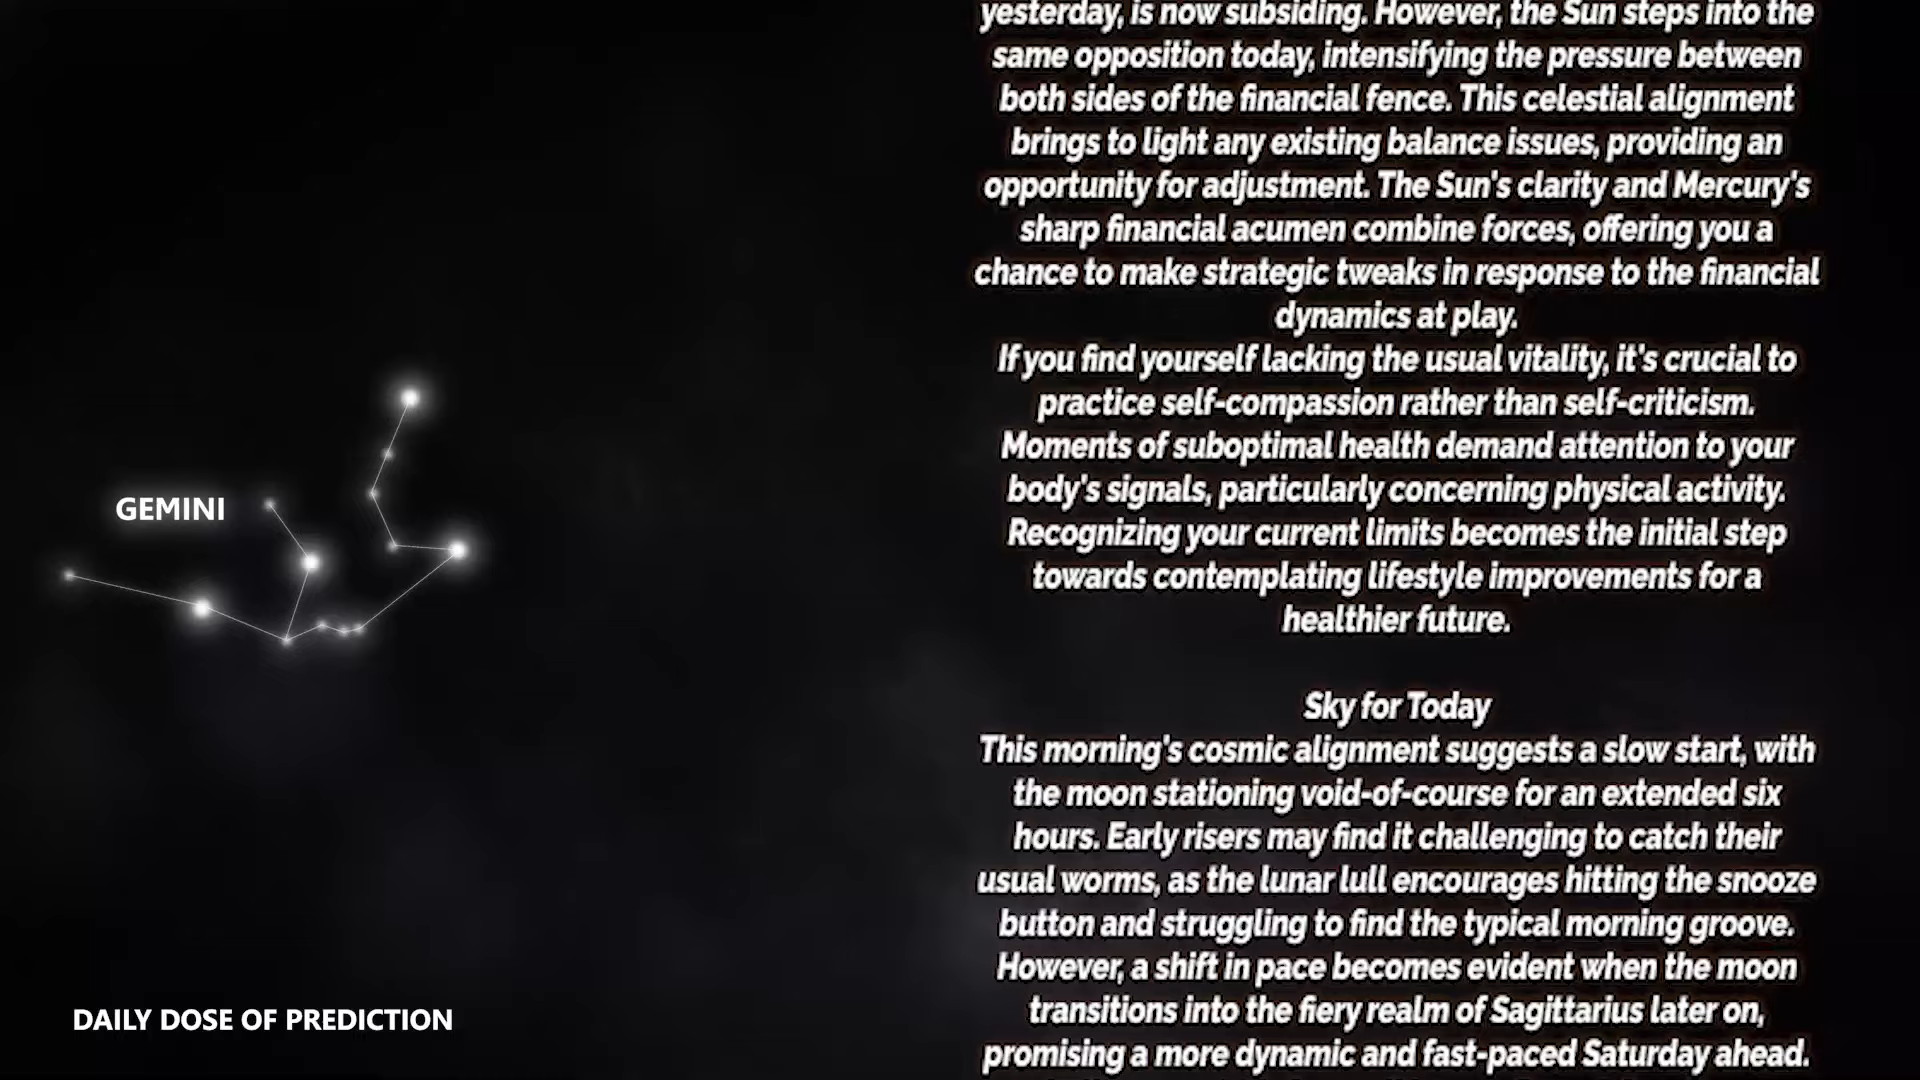 yesterday, is now subsiding. However, the Sun steps into the
same opposition today, intensifying the pressure between
both sides of the financial fence. This celestial alignment
brings to light any existing balance issues, providing an
opportunity for adjustment. The Sun's clarity and Mercury's
sharp financial acumen combine forces, offering you a
chance to make strategic tweaks in response to the financial
dynamics at play.
If you find yourself lacking the usual vitality, it's crucial to
practice self-compassion rather than self-criticism.
Moments of suboptimal health demand attention to your
body's signals, particularly concerning physical activity.
Recognizing your current limits becomes the initial step
towards contemplating lifestyle improvements for a
healthier future.
Sky for Today
This morning's cosmic alignment suggests a slow start, with
the moon stationing void-of-course for an extended six
hours. Early risers may find it challenging to catch their
usual worms, as the lunar lull encourages hitting the snooze
button and struggling to find the typical morning groove.
However, a shift in pace becomes evident when the moon
transitions into the fiery realm of Sagittarius later on,
promising a more dynamic and fast-paced Saturday ahead.
GEMINI
DAILY DOSE OF PREDICTION